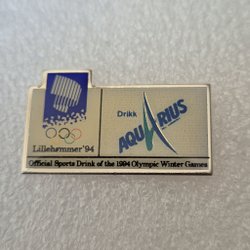 Drikk
AQUARIUS
Lillehammer'94
Official Sports Drink of the 1994 Olympic Winter Games